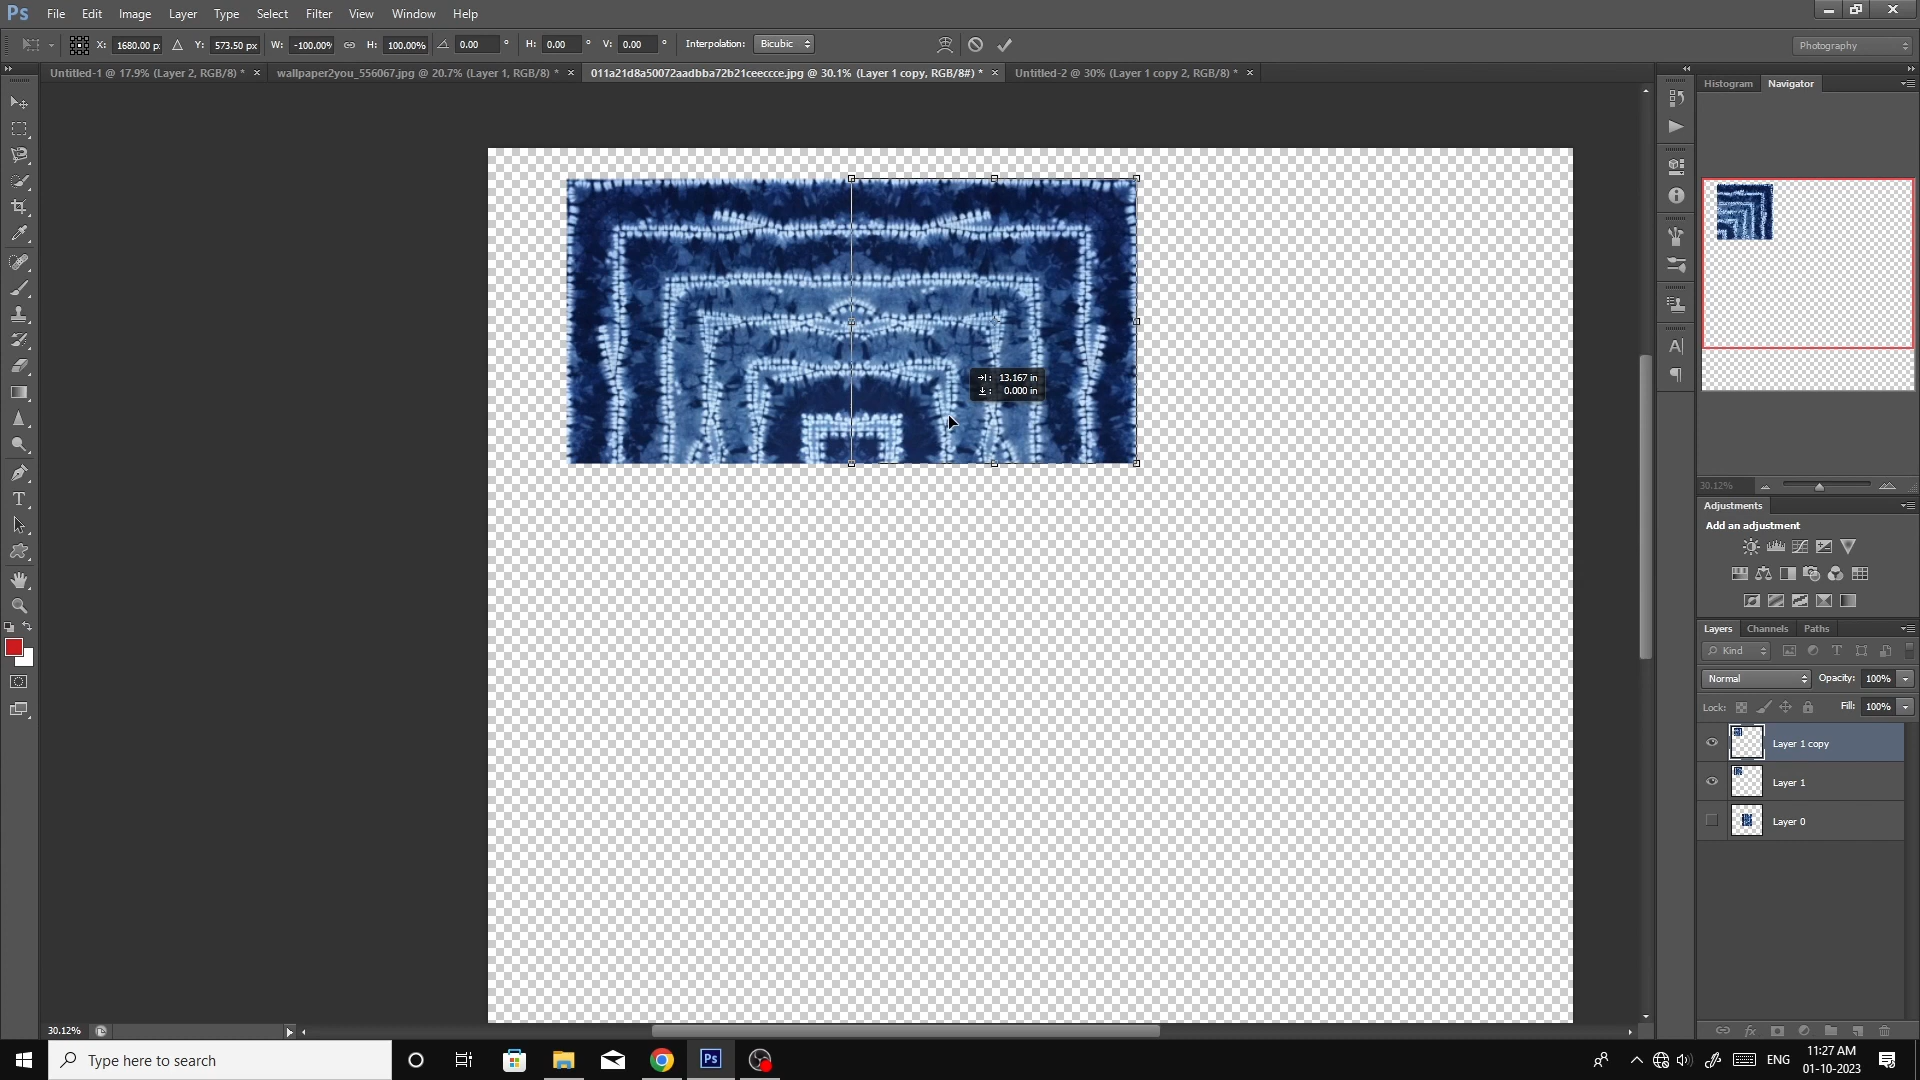 Ps File Edit Image Layer Type Select Filter 3D View Window Help
X: 1680.00 p: Y: 573.50 px W: -100.00% H: 100.00% 0.00 ° H: 0.00 ° V: 0.00 ° Interpolation: Bicubic Photography
Untitled-1 @ 17.9% (Layer 2, RGB/8) * × wallpaper2you_556067.jpg @ 20.7% (Layer 1, RGB/8) * × 011a21d8a50072aadbba72b21ceeccce.jpg @ 30.1% (Layer 1 copy, RGB/8#) * × Untitled-2 @ 30% (Layer 1 copy 2, RGB/8) * ×
Histogram Navigator
13.167 in
0.000 in
30.12%
Adjustments
Add an adjustment
Layers Channels Paths
Kind
Normal Opacity: 100%
Lock: Fill: 100%
Layer 1 copy
Layer 1
Layer 0
30.12%
Type here to search
Ps
ENG
11:27 AM
01-10-2023